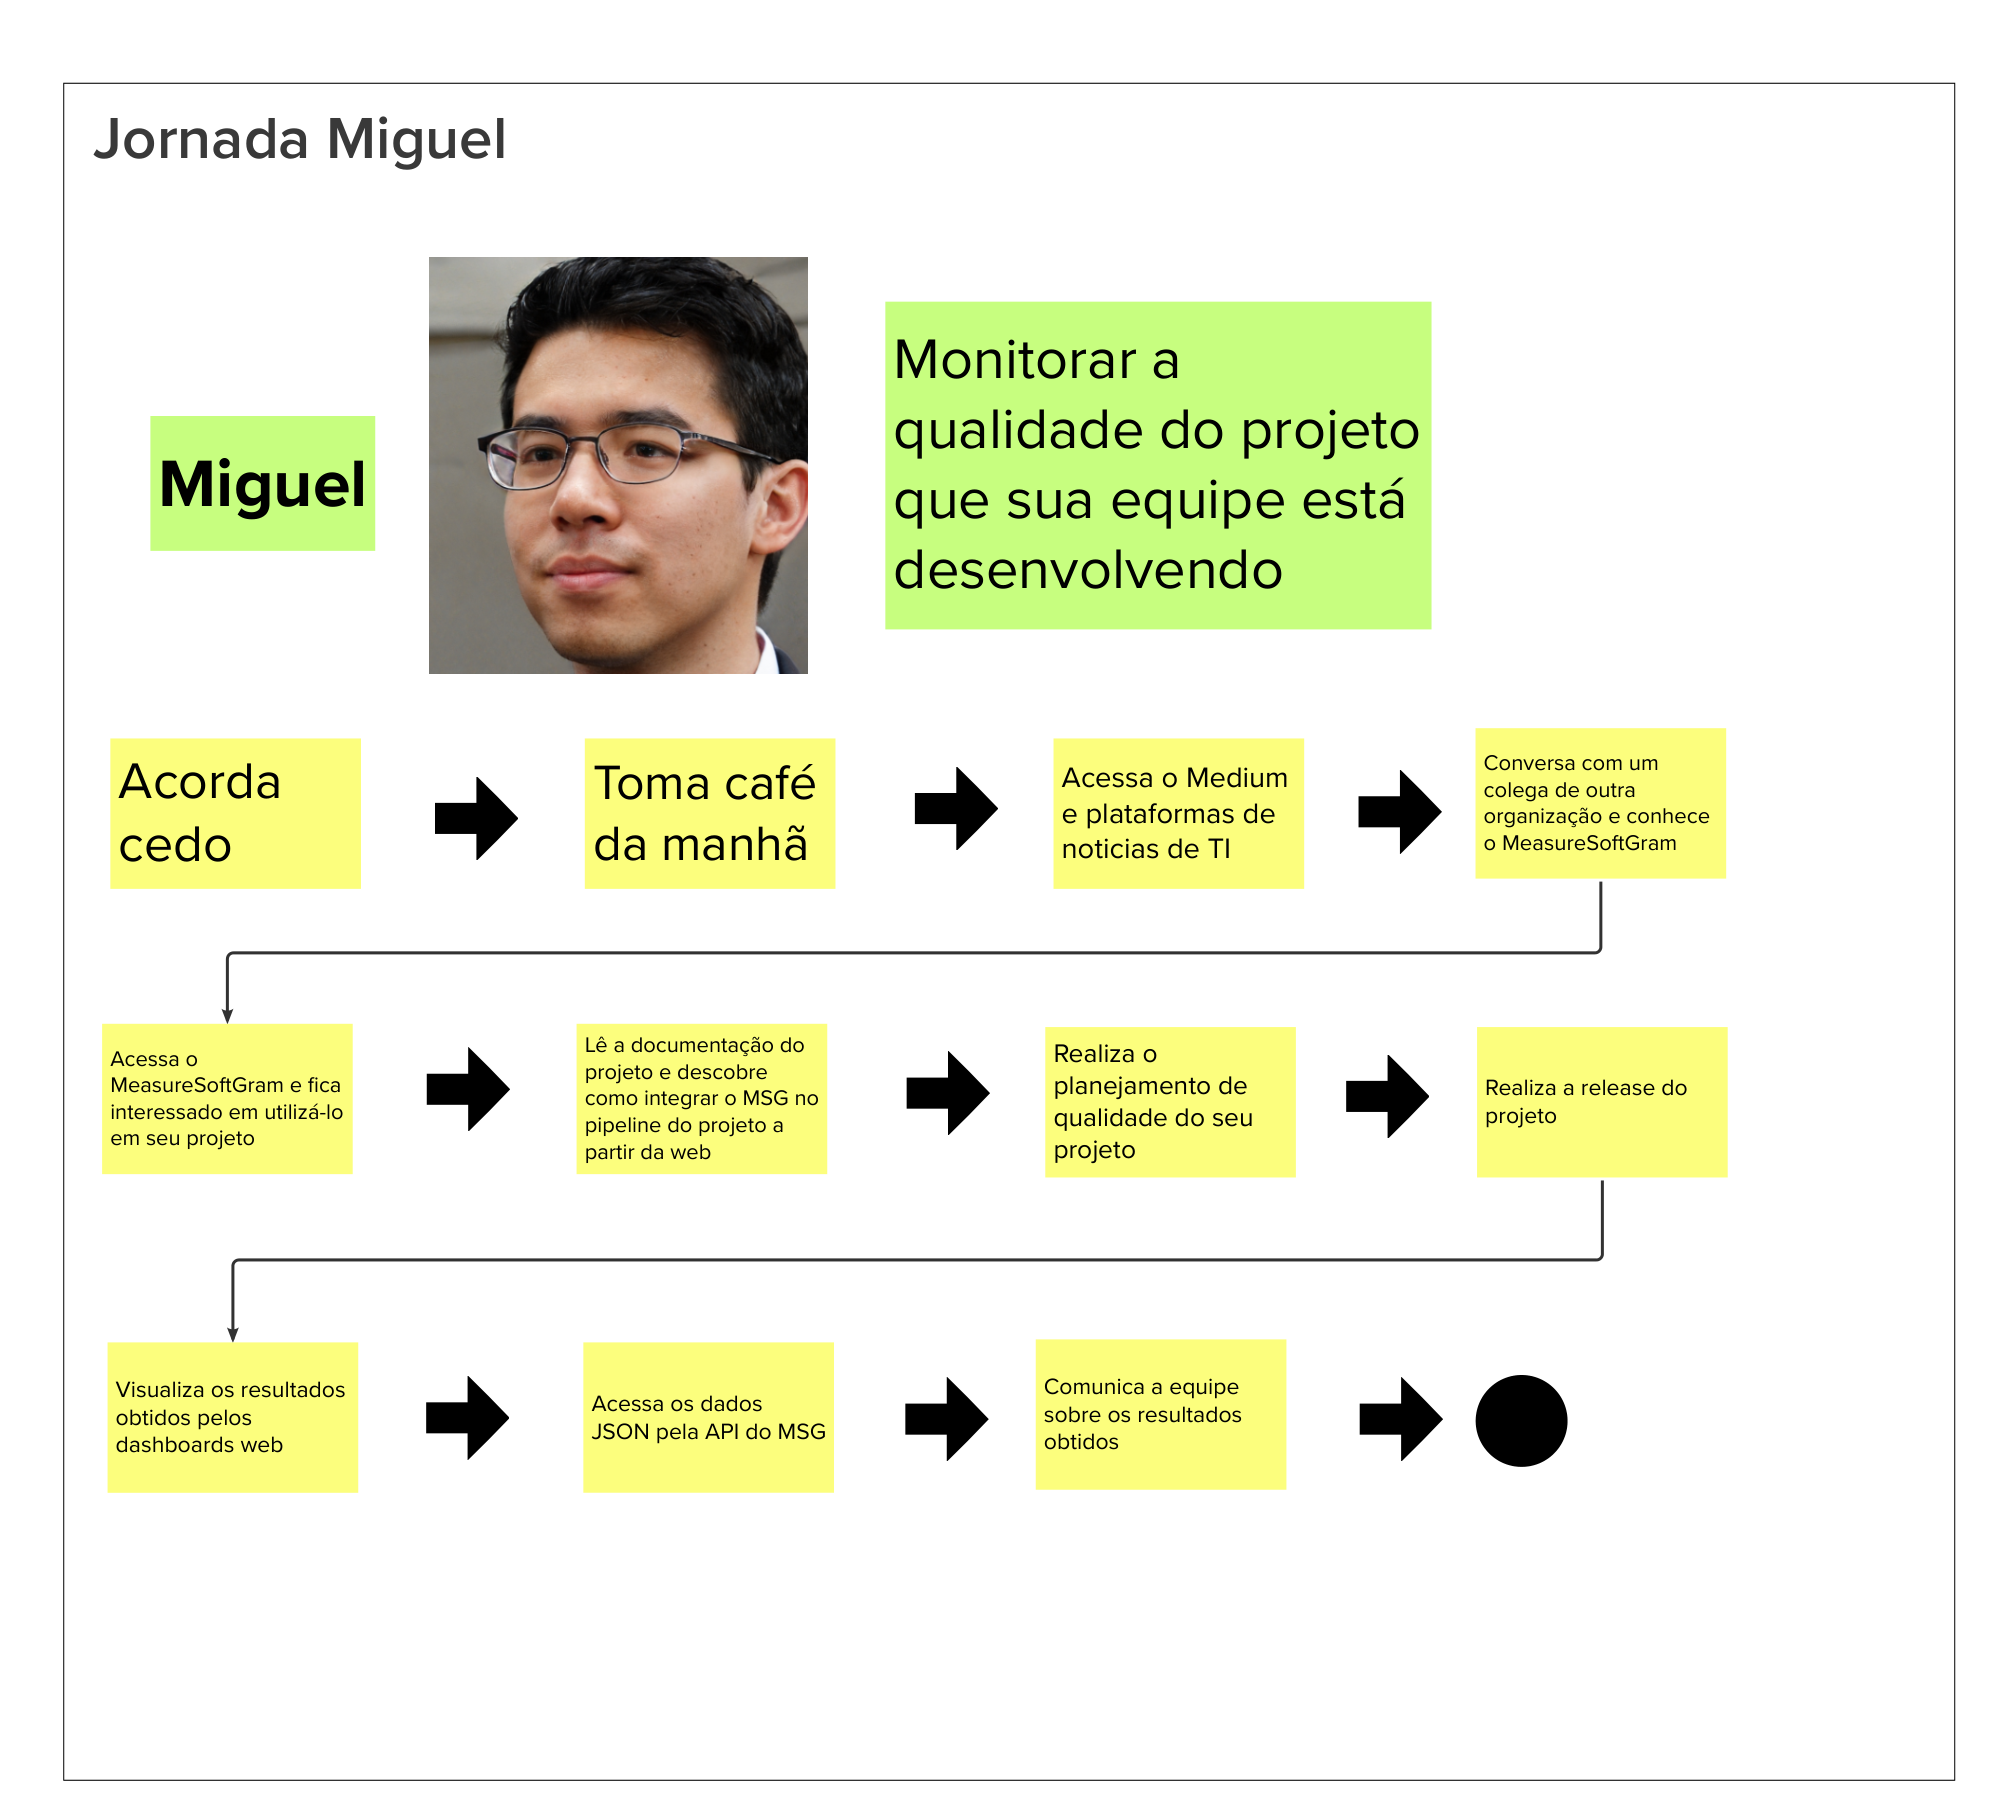 Jornada Miguel
Miguel
Monitorar a
qualidade do projeto
que sua equipe está
desenvolvendo
Acorda
cedo
Toma café
da manhã
Acessa o Medium
e plataformas de
noticias de TI
Conversa com um
colega de outra
organização e conhece
o MeasureSoftGram
Acessa o
MeasureSoftGram e fica
interessado em utilizá-lo
em seu projeto
Lê a documentação do
projeto e descobre
como integrar o MSG no
pipeline do projeto a
partir da web
Realiza o
planejamento de
qualidade do seu
projeto
Realiza a release do
projeto
Visualiza os resultados
obtidos pelos
dashboards web
Acessa os dados
JSON pela API do MSG
Comunica a equipe
sobre os resultados
obtidos